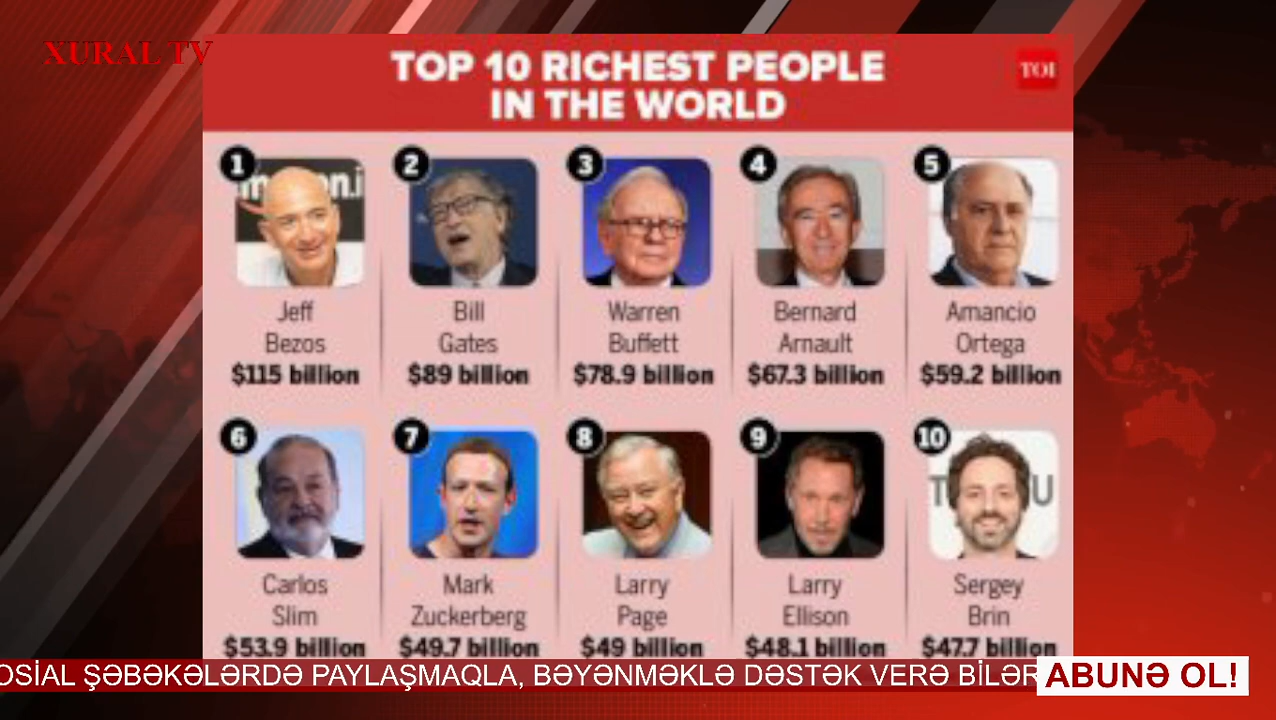 XURAL TV
TOP 10 RICHEST PEOPLE
IN THE WORLD
TOI
1
2
3
4
5
Jeff
Bezos
$115 billion
Bill
Gates
$89 billion
Warren
Buffett
$78.9 billion
Bernard
Arnault
$67.3 billion
Amancio
Ortega
$59.2 billion
6
7
8
9
10
Carlos
Slim
$53.9 billion
Mark
Zuckerberg
$49.7 billion
Larry
Page
$49 billion
Larry
Ellison
$48.1 billion
Sergey
Brin
$47.7 billion
OSİAL ŞƏBƏKƏLƏRDƏ PAYLAŞMAQLA, BƏYƏNMƏKLƏ DƏSTƏK VERƏ BİLƏR
ABUNƏ OL!